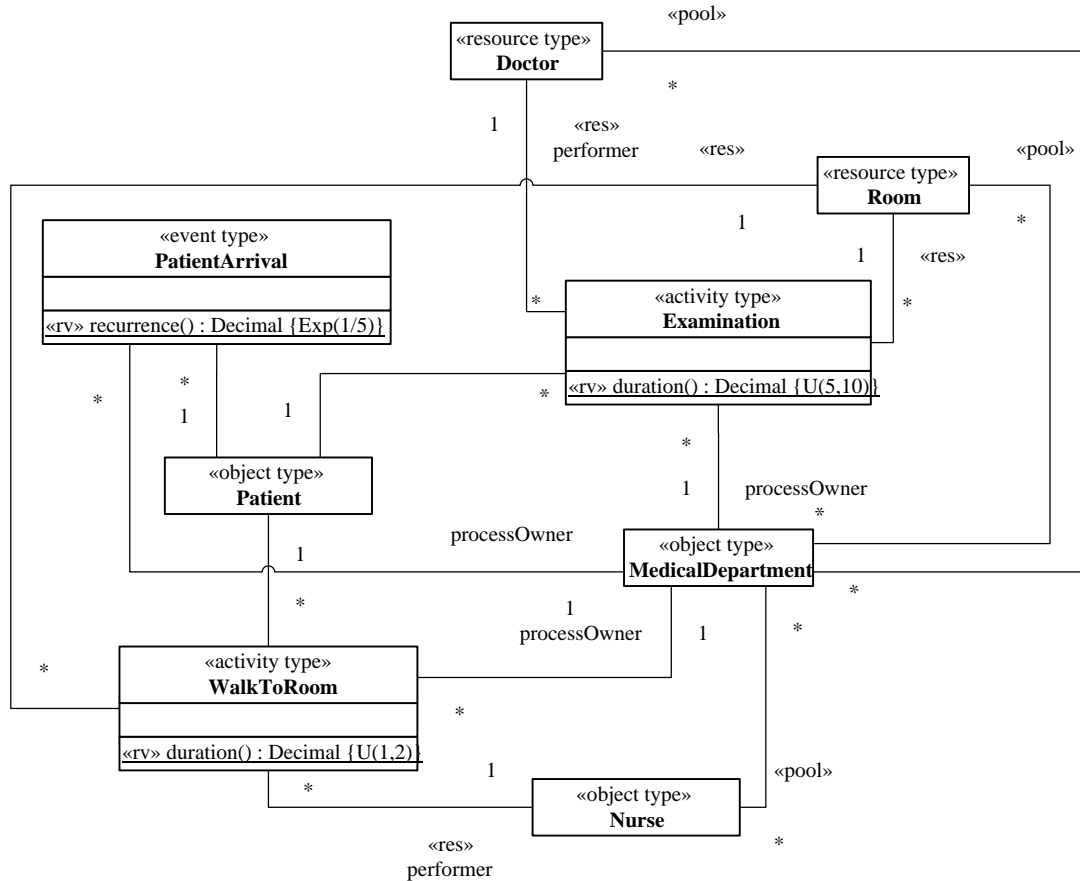 «pool»
«resource type»
Doctor
*
1
«res»
performer
«res»
«pool»
«resource type»
Room
*
1
1
«res»
«event type»
PatientArrival
«rv» recurrence() : Decimal {Exp(1/5)}
*
*
«activity type»
Examination
«rv» duration() : Decimal {U(5,10)}
*
*
1
1
*
*
«object type»
Patient
1
processOwner
*
processOwner
«object type»
MedicalDepartment
1
*
1
processOwner
1
*
*
*
«activity type»
WalkToRoom
«rv» duration() : Decimal {U(1,2)}
*
*
1
«pool»
«object type»
Nurse
*
«res»
performer